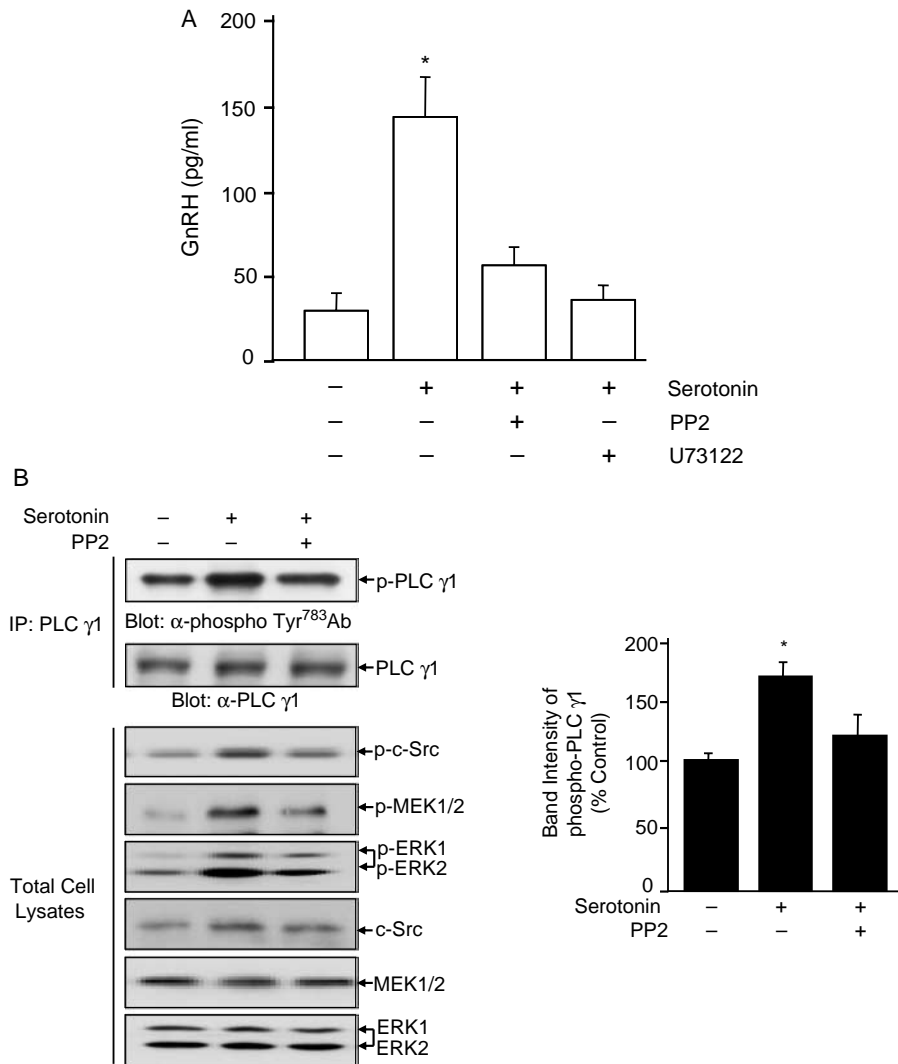 A
200
150
100
50
0
GnRH (pg/ml)
*
– + + + Serotonin
– – + – PP2
– – – + U73122
B
Serotonin – + +
PP2 – – +
IP: PLC γ1
p-PLC γ1
Blot: α-phospho Tyr783Ab
PLC γ1
Blot: α-PLC γ1
Total Cell
Lysates
p-c-Src
p-MEK1/2
p-ERK1
p-ERK2
c-Src
MEK1/2
ERK1
ERK2
Band Intensity of
phospho-PLC γ1
(% Control)
200
150
100
50
0
*
Serotonin – + +
PP2 – – +